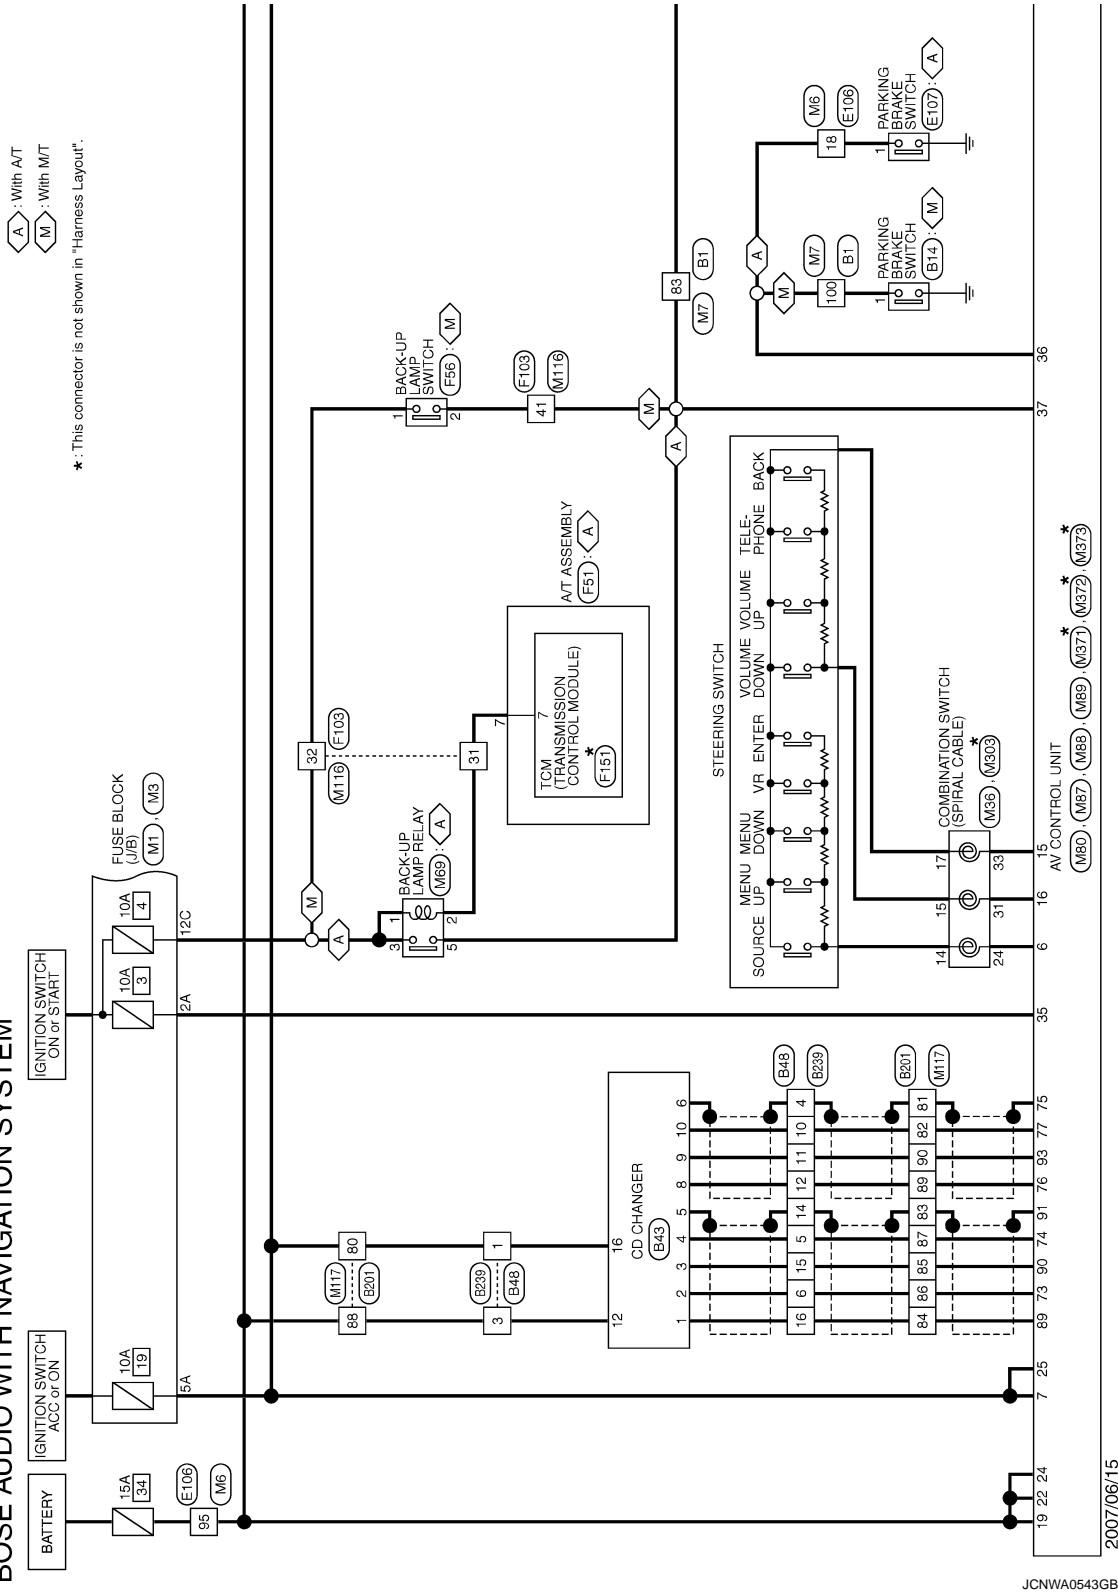 BOSE AUDIO WITH NAVIGATION SYSTEM
A : With A/T
M : With M/T
* : This connector is not shown in "Harness Layout".
BATTERY
IGNITION SWITCH
ACC or ON
IGNITION SWITCH
ON or START
15A
34
10A
19
10A
3
10A
4
FUSE BLOCK
(J/B)
M1 , M3
E106
95
M6
5A
2A
12C
M
A
32
M116
F103
31
BACK-UP
LAMP RELAY
M69 : A
1
2
3
5
BACK-UP
LAMP
SWITCH
F56 : M
1
2
F103
41
M116
M
A
A/T ASSEMBLY
F51 : A
7
7
TCM
(TRANSMISSION
CONTROL MODULE)
*
F151
83
M7
B1
A
M
M7
100
B1
PARKING
BRAKE
SWITCH
B14 : M
1
M6
18
E106
PARKING
BRAKE
SWITCH
E107 : A
1
M117
88
80
B201
B239
3
1
B48
12
16
CD CHANGER
B43
1 2 3 4 5 8 9 10 6
16 6 15 5 14 12 11 10 4
B48
B239
84 86 85 87 83 89 90 82 81
B201
M117
STEERING SWITCH
SOURCE
MENU
UP
MENU
DOWN
VR
ENTER
VOLUME
DOWN
VOLUME
UP
TELE-
PHONE
BACK
14 15 17
24 31 33
COMBINATION SWITCH
(SPIRAL CABLE)
*
M36 , M303
19 22 24 7 25 89 73 90 74 91 76 93 77 75 35 6 16 15 37 36
AV CONTROL UNIT
* * *
M80 , M87 , M88 , M89 , M371 , M372 , M373
2007/06/15
JCNWA0543GB